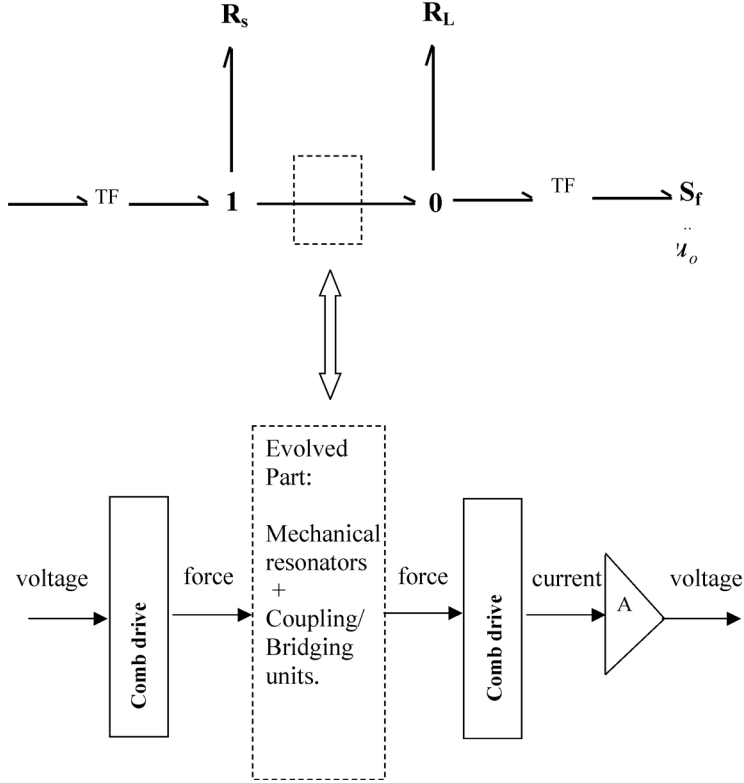 Rs RL
TF 1 0 TF Sf
üo
Evolved
Part:
Mechanical
resonators
+
Coupling/
Bridging
units.
voltage Comb drive force force Comb drive current A voltage